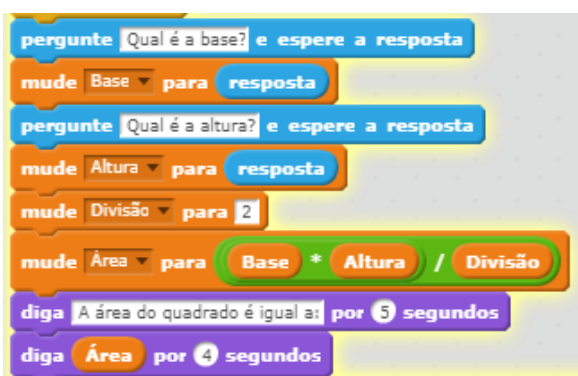 pergunte Qual é a base? e espere a resposta
mude Base para resposta
pergunte Qual é a altura? e espere a resposta
mude Altura para resposta
mude Divisão para 2
mude Área para Base * Altura / Divisão
diga A área do quadrado é igual a: por 5 segundos
diga Área por 4 segundos